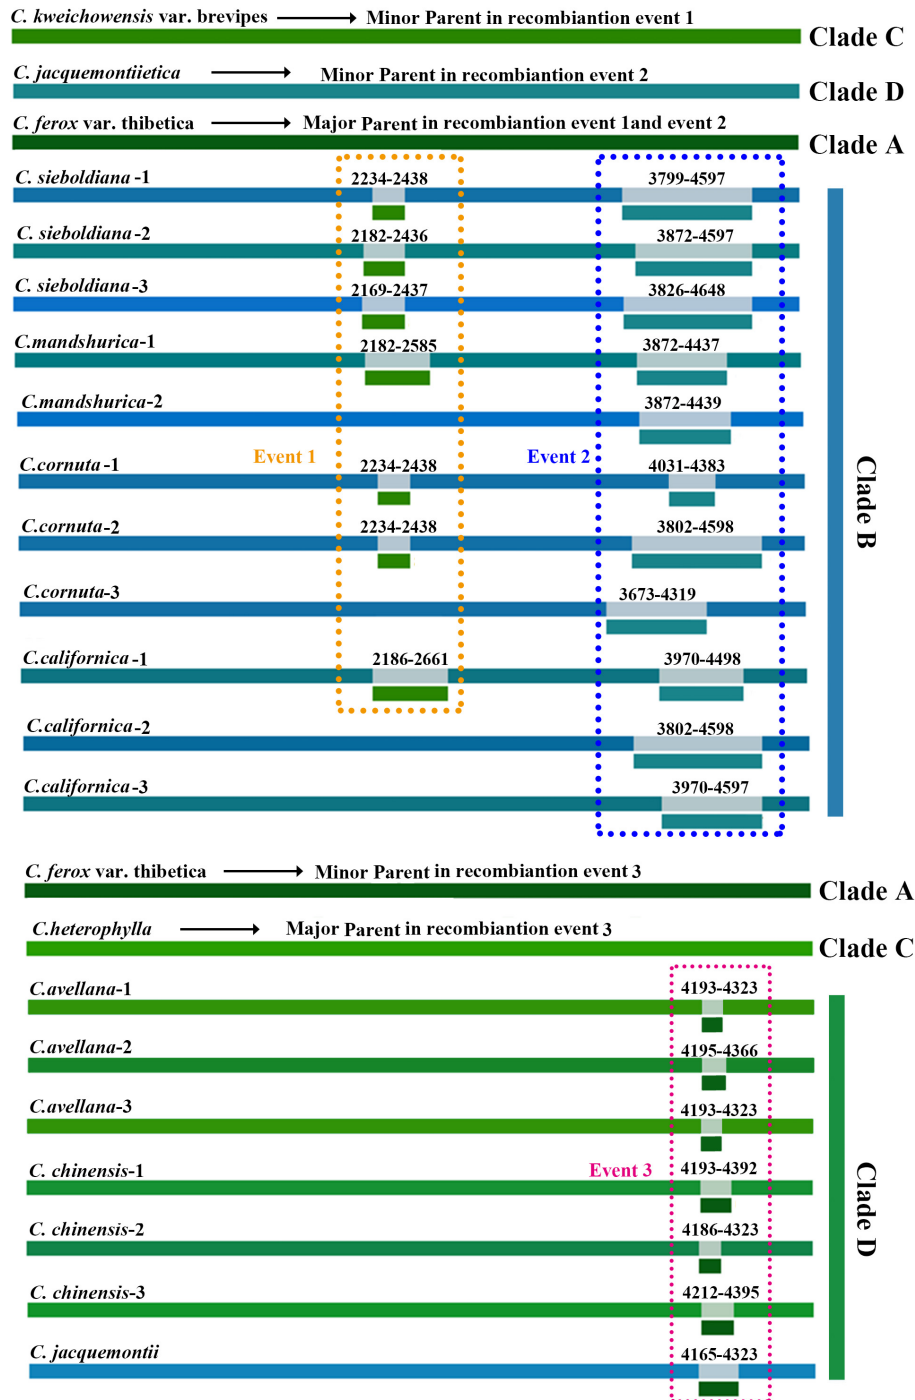 C. kweichowensis var. brevipes Minor Parent in recombiantion event 1
Clade C
C. jacquemontiietica Minor Parent in recombiantion event 2
Clade D
C. ferox var. thibetica Major Parent in recombiantion event 1and event 2
Clade A
C. sieboldiana-1 2234-2438 3799-4597
C. sieboldiana-2 2182-2436 3872-4597
C. sieboldiana-3 2169-2437 3826-4648
C.mandshurica-1 2182-2585 3872-4437
C.mandshurica-2 3872-4439
Event 1 Event 2
C.cornuta-1 2234-2438 4031-4383
Clade B
C.cornuta-2 2234-2438 3802-4598
C.cornuta-3 3673-4319
C.californica-1 2186-2661 3970-4498
C.californica-2 3802-4598
C.californica-3 3970-4597
C. ferox var. thibetica Minor Parent in recombiantion event 3
Clade A
C.heterophylla Major Parent in recombiantion event 3
Clade C
C.avellana-1 4193-4323
C.avellana-2 4195-4366
C.avellana-3 4193-4323
C. chinensis-1 Event 3 4193-4392
Clade D
C. chinensis-2 4186-4323
C. chinensis-3 4212-4395
C. jacquemontii 4165-4323